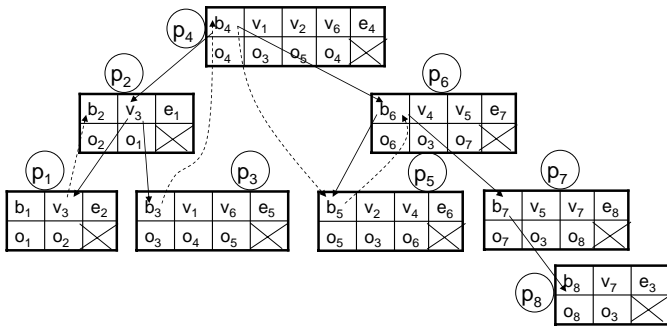 p₄
b₄ v₁ v₂ v₆ e₄
o₄ o₃ o₅ o₄
p₂
b₂ v₃ e₁
o₂ o₁
p₆
b₆ v₄ v₅ e₇
o₆ o₃ o₇
p₁
b₁ v₃ e₂
o₁ o₂
p₃
b₃ v₁ v₆ e₅
o₃ o₄ o₅
p₅
b₅ v₂ v₄ e₆
o₅ o₃ o₆
p₇
b₇ v₅ v₇ e₈
o₇ o₃ o₈
p₈
b₈ v₇ e₃
o₈ o₃